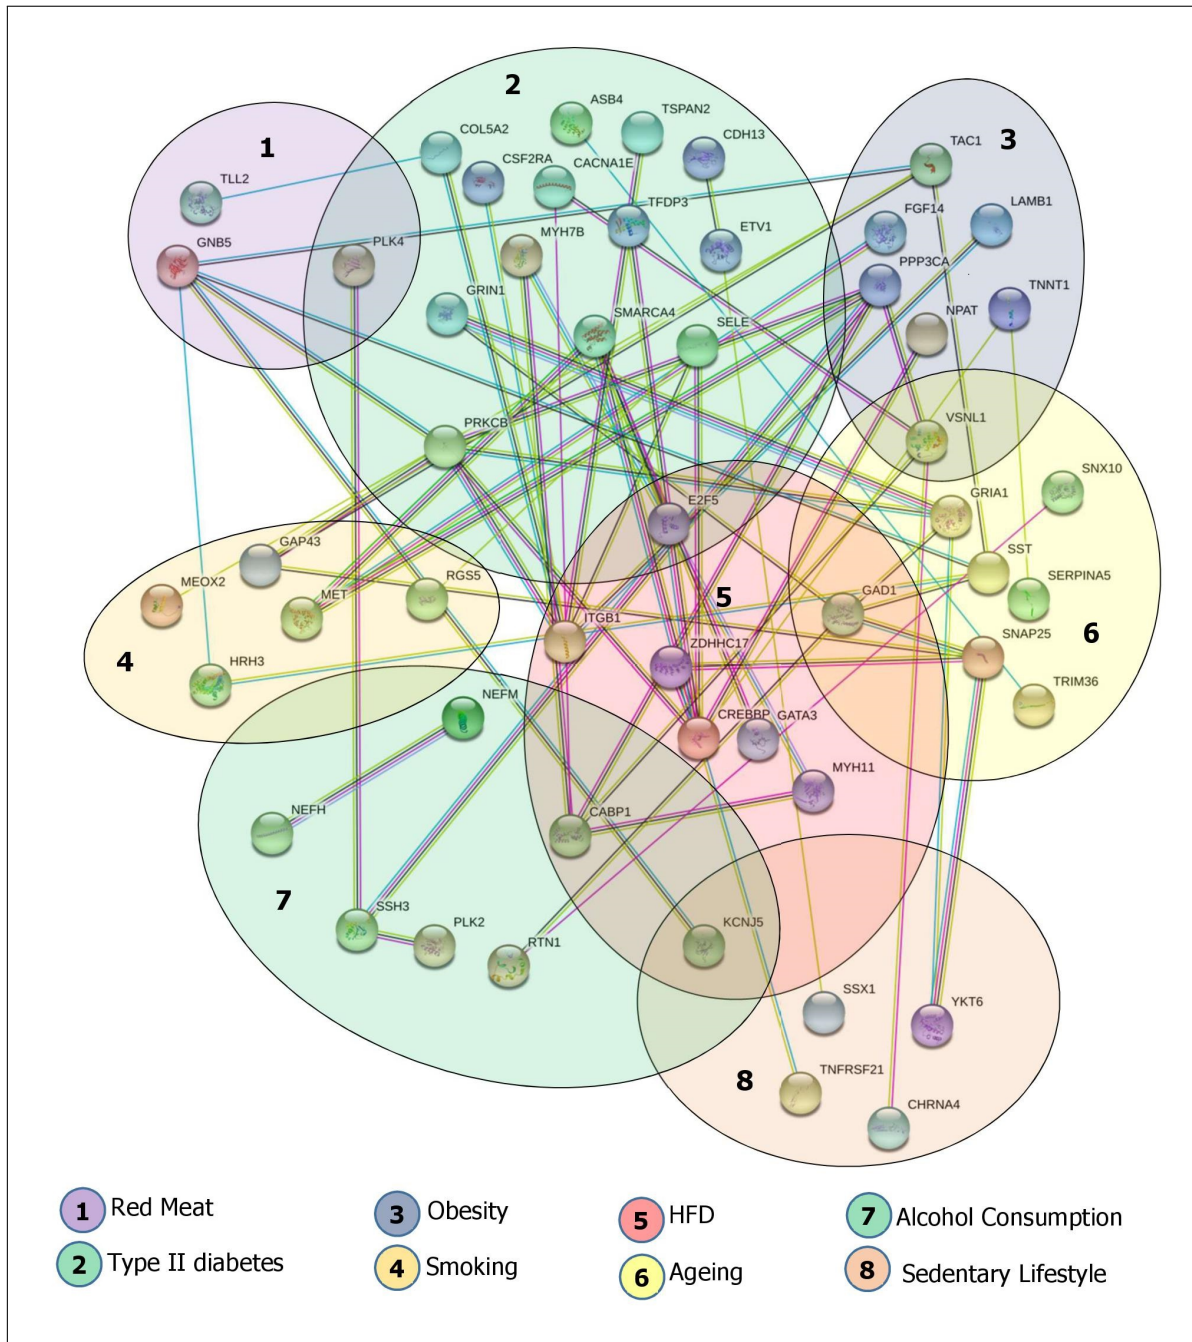 1
2
3
ASB4
TSPAN2
COL5A2
CDH13
TAC1
CSF2RA
CACNA1E
TLL2
TFDP3
FGF14
LAMB1
GNB5
PLK4
MYH7B
ETV1
PPP3CA
GRIN1
SMARCA4
SELE
NPAT
TNNT1
PRKCB
VSNL1
SNX10
E2F5
GRIA1
GAP43
SST
MEOX2
MET
RGS5
5
GAD1
SERPINA5
4
ITGB1
ZDHHC17
SNAP25
6
HRH3
NEFM
TRIM36
CREBBP
GATA3
MYH11
NEFH
CABP1
7
SSH3
PLK2
RTN1
KCNJ5
SSX1
YKT6
8
TNFRSF21
CHRNA4
1 Red Meat
3 Obesity
5 HFD
7 Alcohol Consumption
2 Type II diabetes
4 Smoking
6 Ageing
8 Sedentary Lifestyle